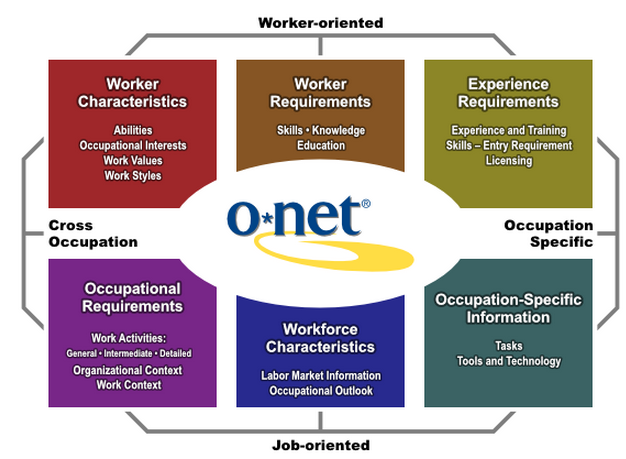 Worker-oriented
Worker
Characteristics
Abilities
Occupational Interests
Work Values
Work Styles
Worker
Requirements
Skills • Knowledge
Education
Experience
Requirements
Experience and Training
Skills – Entry Requirement
Licensing
o*net®
Cross
Occupation
Occupation
Specific
Occupational
Requirements
Work Activities:
General • Intermediate • Detailed
Organizational Context
Work Context
Workforce
Characteristics
Labor Market Information
Occupational Outlook
Occupation-Specific
Information
Tasks
Tools and Technology
Job-oriented